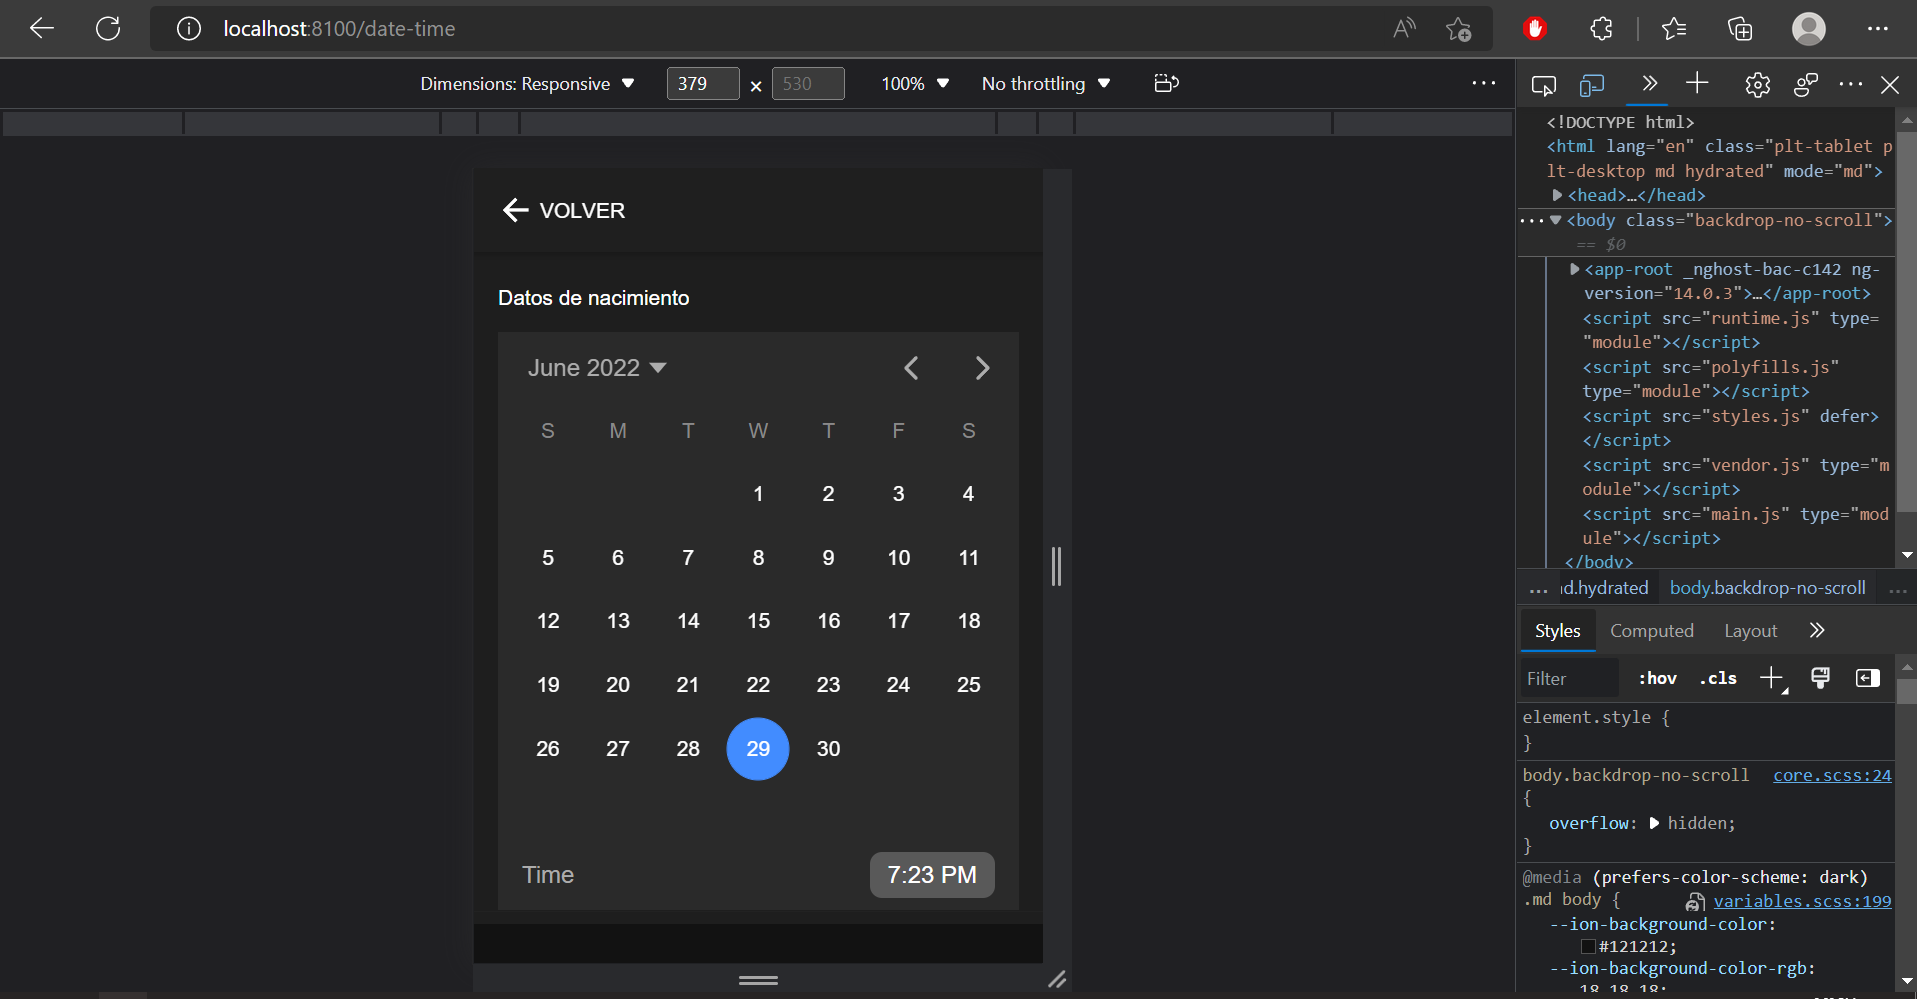 localhost:8100/date-time
Dimensions: Responsive 379 × 530 100% No throttling
VOLVER
Datos de nacimiento
June 2022
S M T W T F S
1 2 3 4
5 6 7 8 9 10 11
12 13 14 15 16 17 18
19 20 21 22 23 24 25
26 27 28 29 30
Time 7:23 PM
<!DOCTYPE html>
<html lang="en" class="plt-tablet p
lt-desktop md hydrated" mode="md">
<head>…</head>
<body class="backdrop-no-scroll">
== $0
<app-root _nghost-bac-c142 ng-
version="14.0.3">…</app-root>
<script src="runtime.js" type=
"module"></script>
<script src="polyfills.js"
type="module"></script>
<script src="styles.js" defer>
</script>
<script src="vendor.js" type="m
odule"></script>
<script src="main.js" type="mod
ule"></script>
</body>
... d.hydrated body.backdrop-no-scroll ...
Styles Computed Layout
Filter :hov .cls
element.style {
}
body.backdrop-no-scroll core.scss:24
{
overflow: hidden;
}
@media (prefers-color-scheme: dark)
.md body { variables.scss:199
--ion-background-color:
#121212;
--ion-background-color-rgb:
18,18,18;